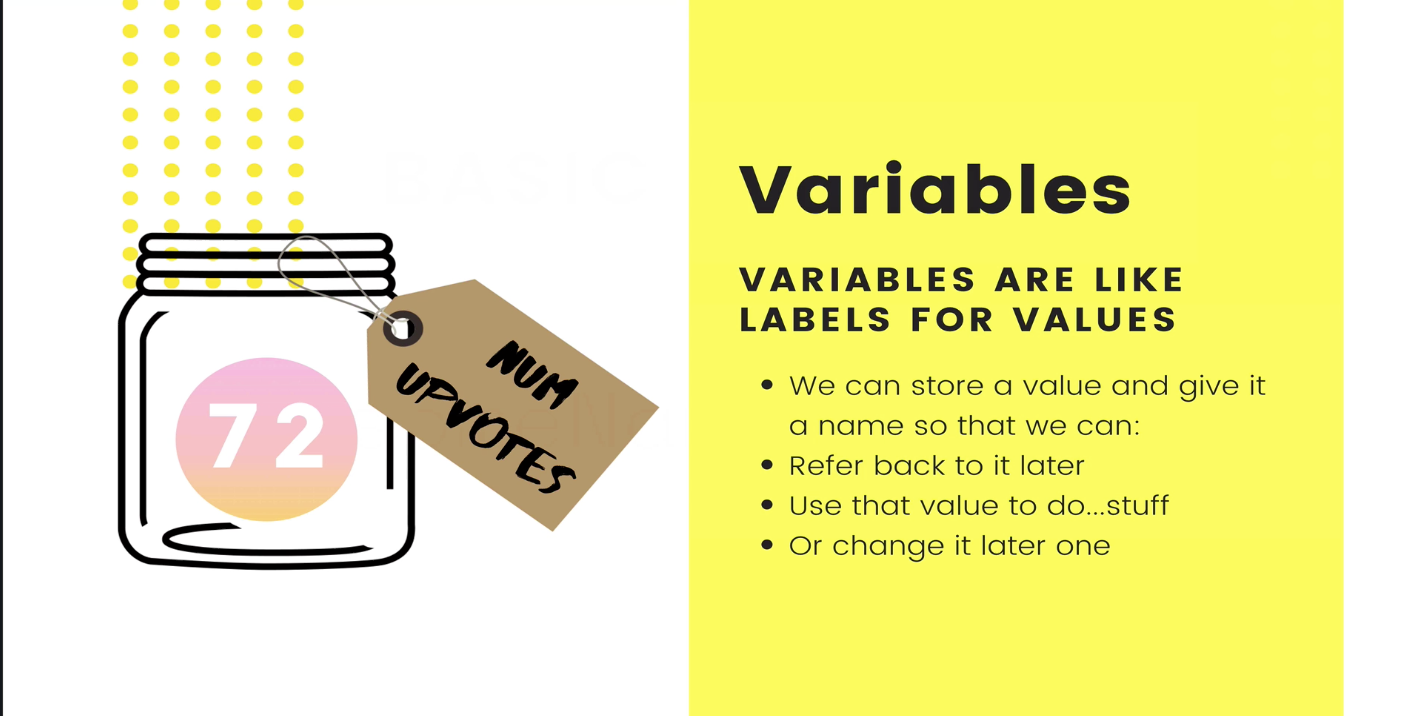 72
NUM
UPVOTES
Variables
VARIABLES ARE LIKE
LABELS FOR VALUES
• We can store a value and give it
a name so that we can:
• Refer back to it later
• Use that value to do...stuff
• Or change it later one